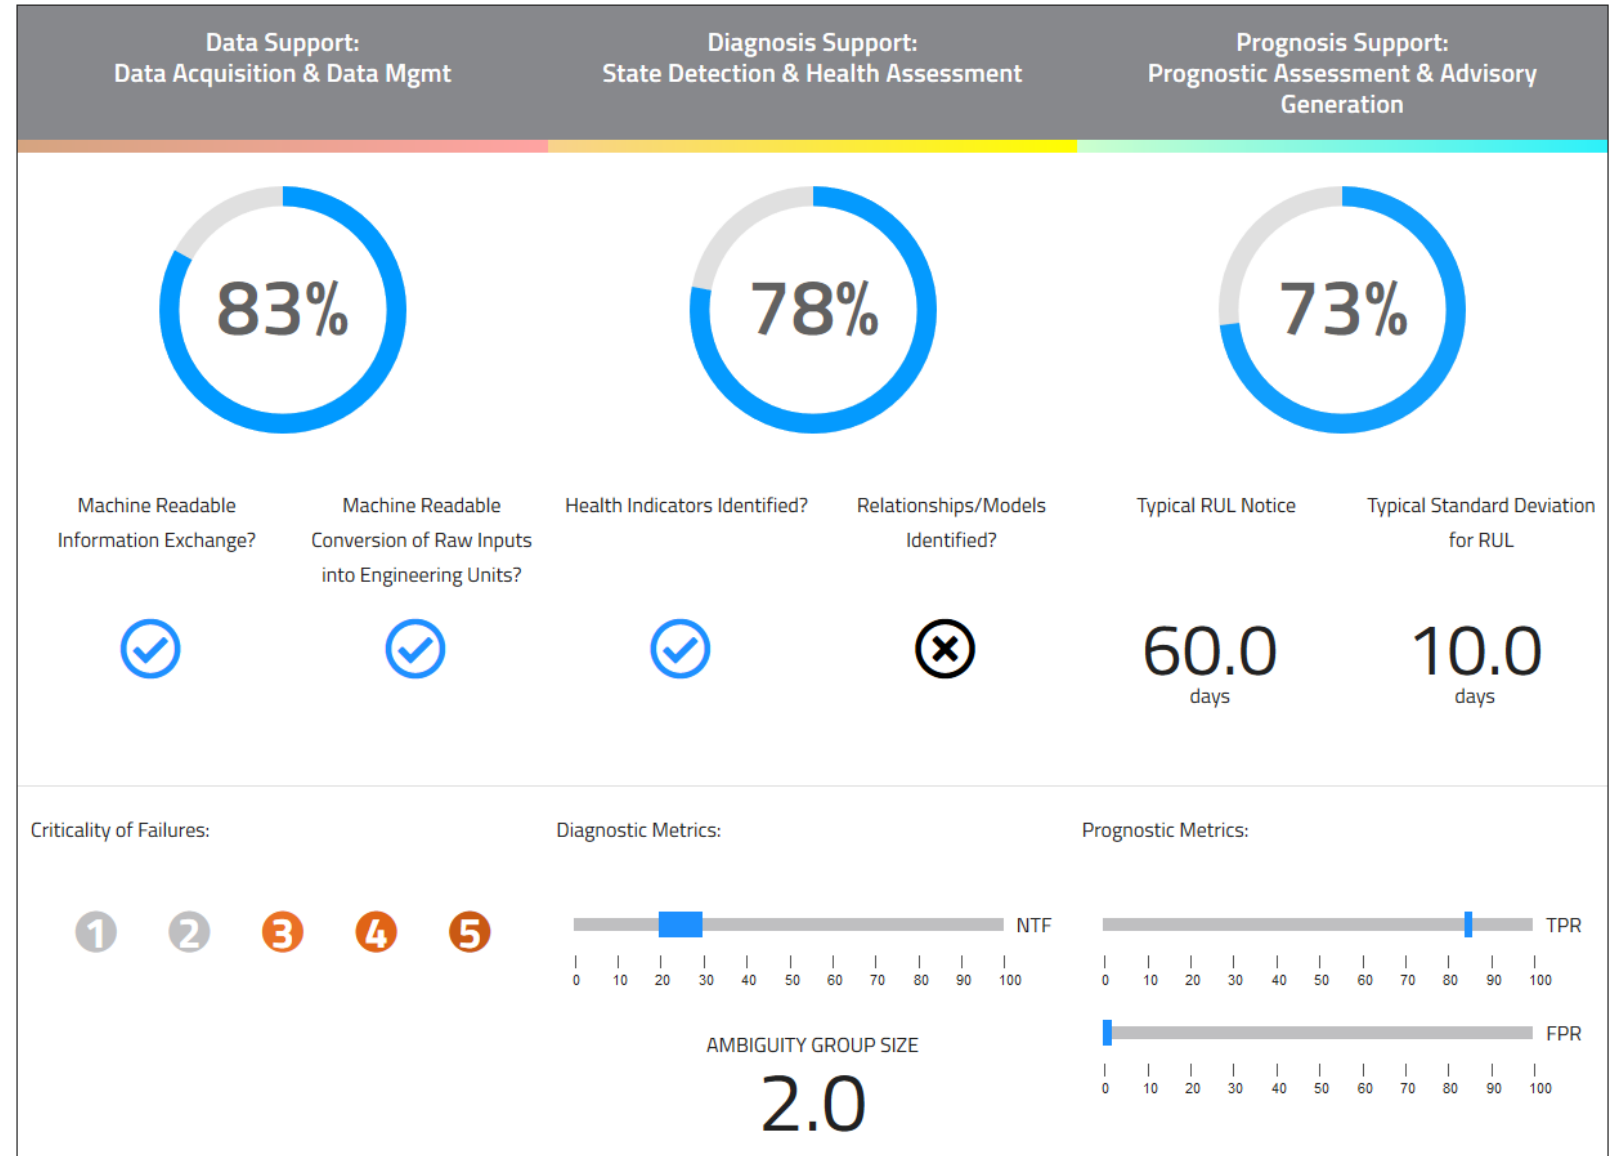 Data Support:
Data Acquisition & Data Mgmt
Diagnosis Support:
State Detection & Health Assessment
Prognosis Support:
Prognostic Assessment & Advisory
Generation
83%
78%
73%
Machine Readable
Information Exchange?
Machine Readable
Conversion of Raw Inputs
into Engineering Units?
Health Indicators Identified?
Relationships/Models
Identified?
Typical RUL Notice
Typical Standard Deviation
for RUL
60.0
days
10.0
days
Criticality of Failures:
1 2 3 4 5
Diagnostic Metrics:
NTF
0 10 20 30 40 50 60 70 80 90 100
AMBIGUITY GROUP SIZE
2.0
Prognostic Metrics:
TPR
0 10 20 30 40 50 60 70 80 90 100
FPR
0 10 20 30 40 50 60 70 80 90 100